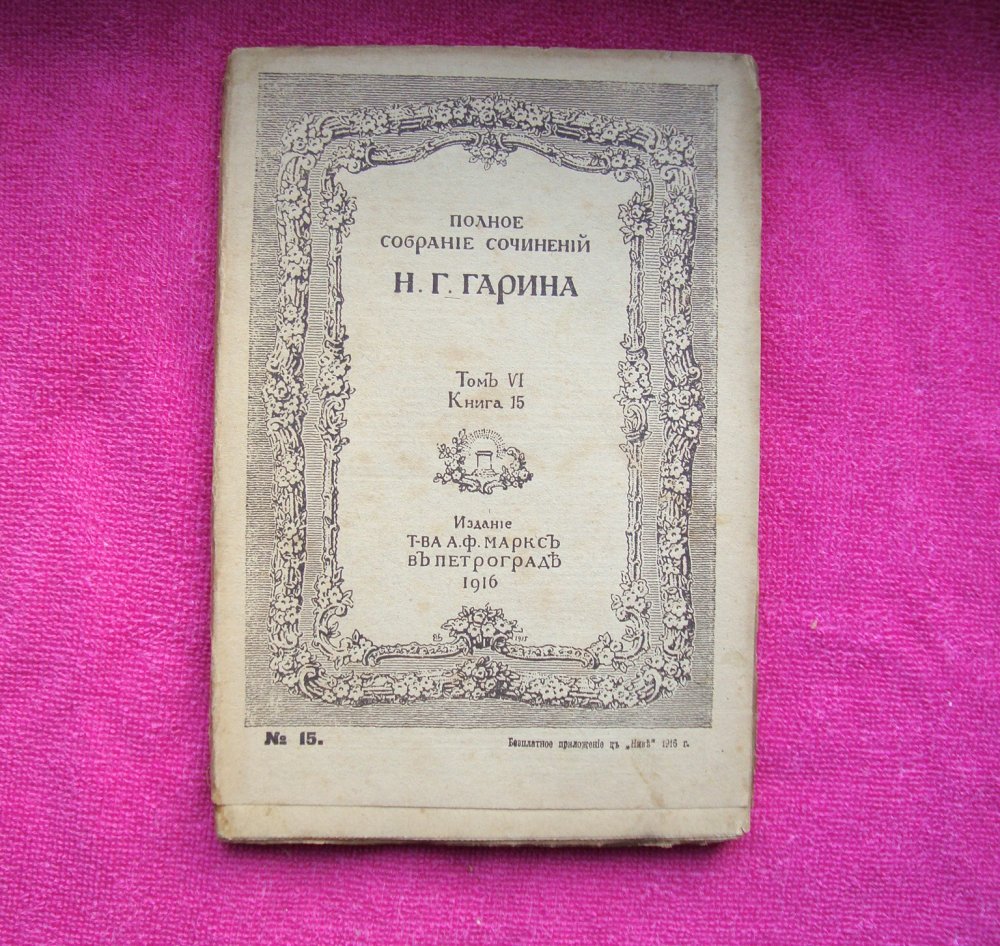 ПОЛНОЕ
СОБРАНІЕ СОЧИНЕНІЙ
Н. Г. ГАРИНА
Томъ VI
Книга 15
Изданіе
Т-ВА А. Ф. МАРКСЪ
ВЪ ПЕТРОГРАДѢ
1916
1915
№ 15.
Безплатное приложеніе къ „Нивѣ“ 1916 г.